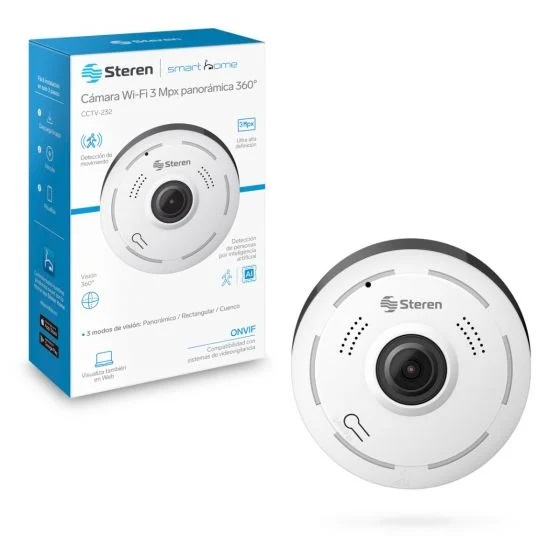 Steren | smart home
Cámara Wi-Fi 3 Mpx panorámica 360°
CCTV-232
Detección de
movimiento
3Mpx
Ultra alta
definición
Steren
Visión
360°
Detección
de personas
por inteligencia
artificial
AI
• 3 modos de visión: Panorámico / Rectangular / Cuenco
Visualiza también
en Web
ONVIF
Compatibilidad con
sistemas de videovigilancia
Steren